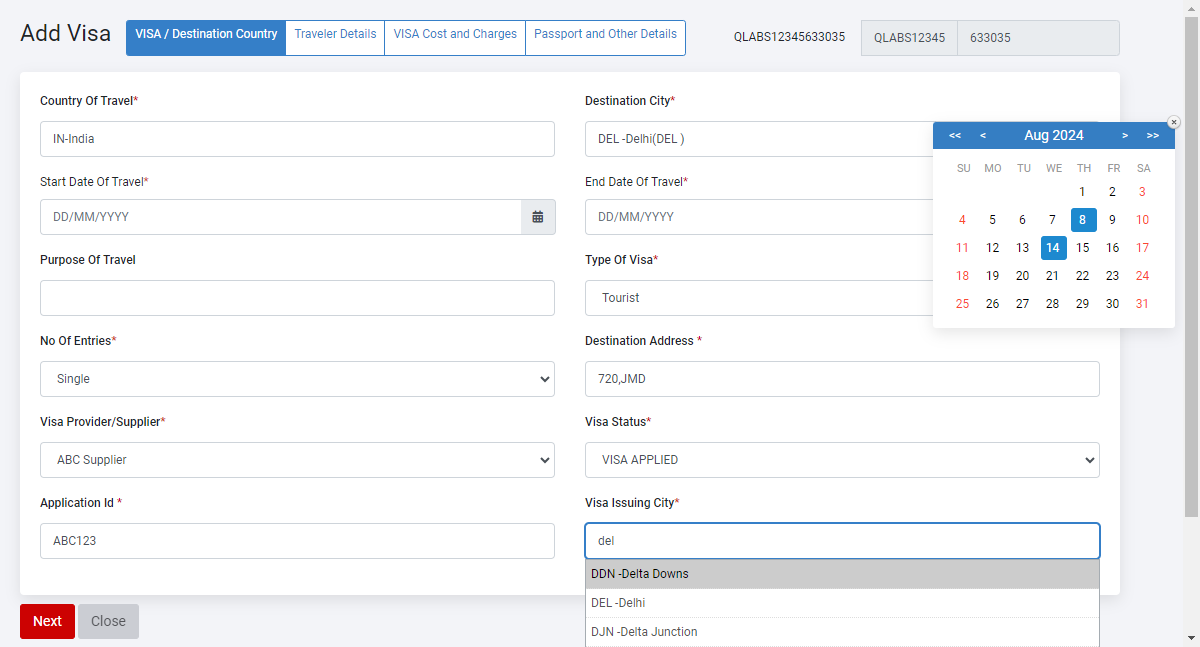 Add Visa
VISA / Destination Country
Traveler Details
VISA Cost and Charges
Passport and Other Details
QLABS12345633035
QLABS12345
633035
Country Of Travel*
Destination City*
IN-India
DEL -Delhi(DEL )
Start Date Of Travel*
End Date Of Travel*
DD/MM/YYYY
DD/MM/YYYY
Purpose Of Travel
Type Of Visa*
Tourist
No Of Entries*
Destination Address *
Single
720,JMD
Visa Provider/Supplier*
Visa Status*
ABC Supplier
VISA APPLIED
Application Id *
Visa Issuing City*
ABC123
del
DDN -Delta Downs
DEL -Delhi
DJN -Delta Junction
Next
Close
<< < Aug 2024 > >>
×
SU MO TU WE TH FR SA
1 2 3
4 5 6 7 8 9 10
11 12 13 14 15 16 17
18 19 20 21 22 23 24
25 26 27 28 29 30 31